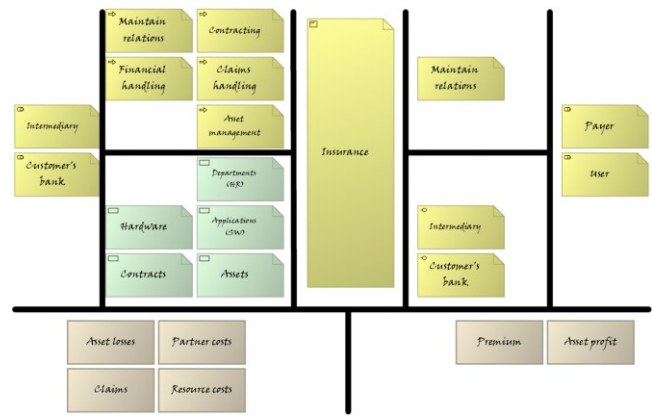 Maintain
relations
Contracting
Financial
handling
Claims
handling
Asset
management
Intermediary
Customer's
bank
Departments
(HR)
Hardware
Applications
(SW)
Contracts
Assets
Insurance
Maintain
relations
Intermediary
Customer's
bank
Payer
User
Asset losses
Partner costs
Claims
Resource costs
Premium
Asset profit